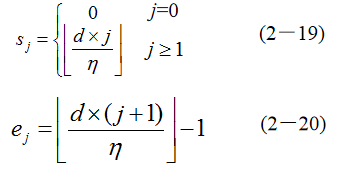 s_j = { 0   j=0
⌊ (d × j) / η ⌋   j ≥ 1   (2－19)
e_j = ⌊ (d × (j + 1)) / η ⌋ − 1   (2－20)